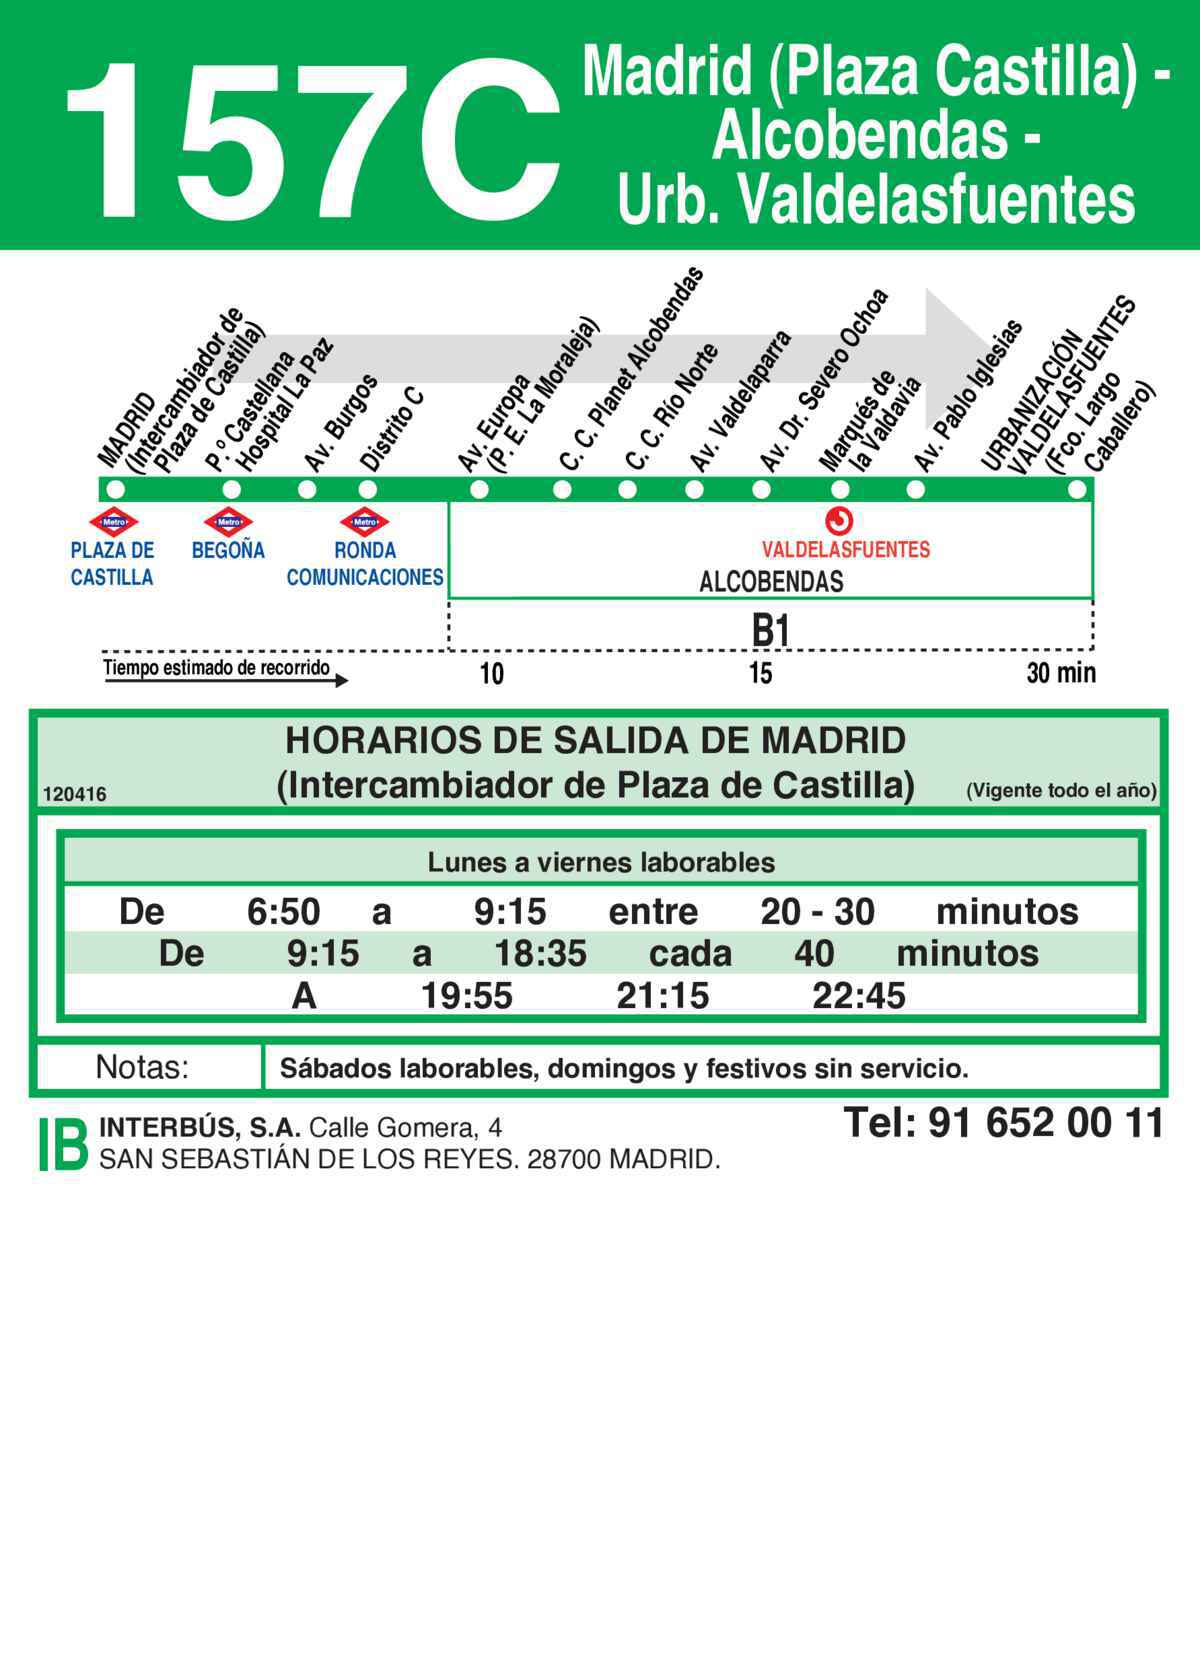 157C
Madrid (Plaza Castilla) -
Alcobendas -
Urb. Valdelasfuentes
MADRID
(Intercambiador de
Plaza de Castilla)
P.º Castellana
Hospital La Paz
Av. Burgos
Distrito C
Av. Europa
(P. E. La Moraleja)
C. C. Planet Alcobendas
C. C. Río Norte
Av. Valdelaparra
Av. Dr. Severo Ochoa
Marqués de
la Valdavia
Av. Pablo Iglesias
URBANIZACIÓN
VALDELASFUENTES
(Fco. Largo
Caballero)
Metro
Metro
Metro
PLAZA DE
CASTILLA
BEGOÑA
RONDA
COMUNICACIONES
VALDELASFUENTES
ALCOBENDAS
B1
Tiempo estimado de recorrido
10
15
30 min
HORARIOS DE SALIDA DE MADRID
(Intercambiador de Plaza de Castilla)
120416
(Vigente todo el año)
Lunes a viernes laborables
De 6:50 a 9:15 entre 20 - 30 minutos
De 9:15 a 18:35 cada 40 minutos
A 19:55 21:15 22:45
Notas: Sábados laborables, domingos y festivos sin servicio.
IB
INTERBÚS, S.A. Calle Gomera, 4
SAN SEBASTIÁN DE LOS REYES. 28700 MADRID.
Tel: 91 652 00 11